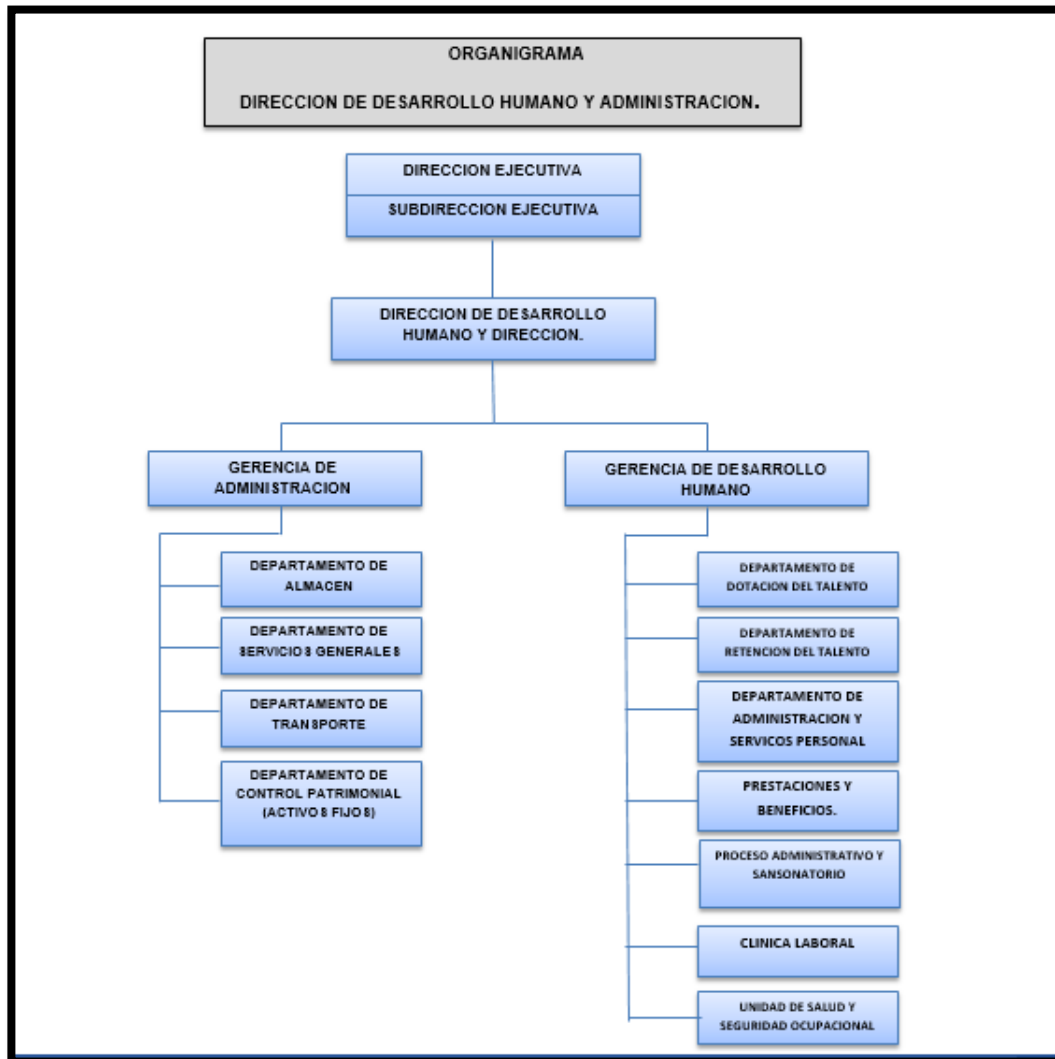 ORGANIGRAMA
DIRECCION DE DESARROLLO HUMANO Y ADMINISTRACION.
DIRECCION EJECUTIVA
SUBDIRECCION EJECUTIVA
DIRECCION DE DESARROLLO
HUMANO Y DIRECCION.
GERENCIA DE
ADMINISTRACION
DEPARTAMENTO DE
ALMACEN
DEPARTAMENTO DE
SERVICIOS GENERALES
DEPARTAMENTO DE
TRANSPORTE
DEPARTAMENTO DE
CONTROL PATRIMONIAL
(ACTIVOS FIJOS)
GERENCIA DE DESARROLLO
HUMANO
DEPARTAMENTO DE
DOTACION DEL TALENTO
DEPARTAMENTO DE
RETENCION DEL TALENTO
DEPARTAMENTO DE
ADMINISTRACION Y
SERVICOS PERSONAL
PRESTACIONES Y
BENEFICIOS.
PROCESO ADMINISTRATIVO Y
SANSONATORIO
CLINICA LABORAL
UNIDAD DE SALUD Y
SEGURIDAD OCUPACIONAL